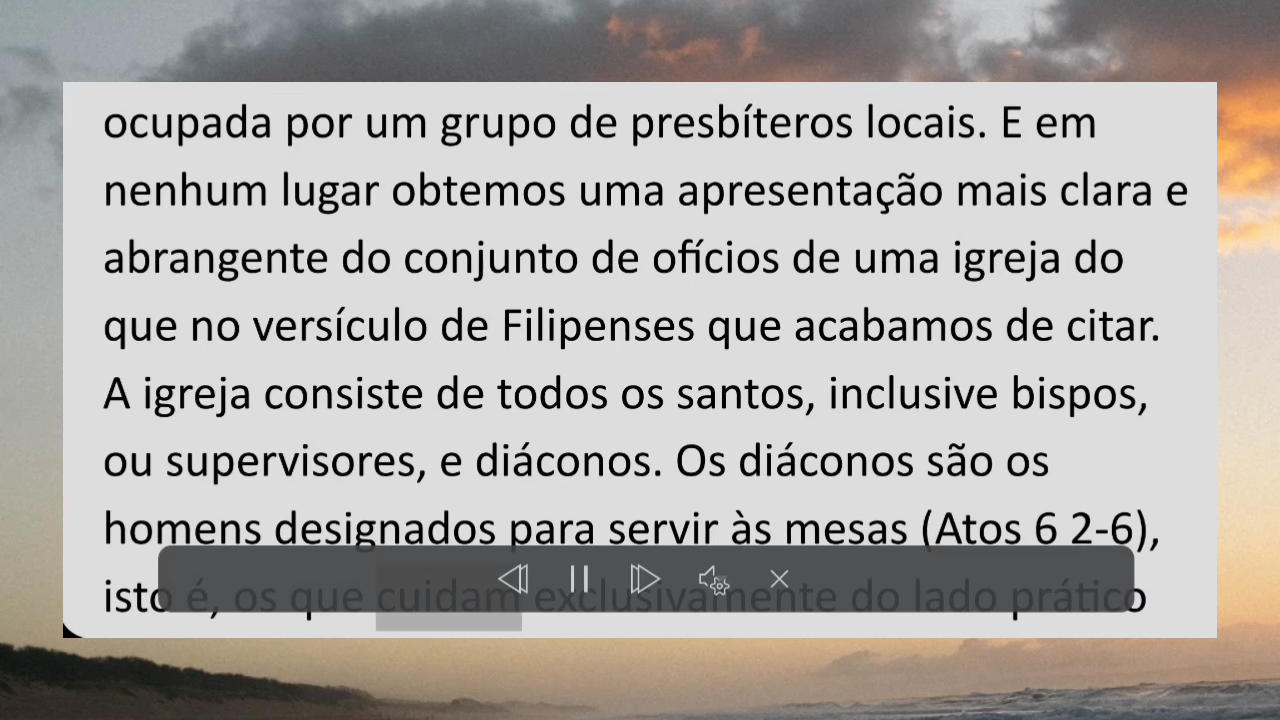 ocupada por um grupo de presbíteros locais. E em
nenhum lugar obtemos uma apresentação mais clara e
abrangente do conjunto de ofícios de uma igreja do
que no versículo de Filipenses que acabamos de citar.
A igreja consiste de todos os santos, inclusive bispos,
ou supervisores, e diáconos. Os diáconos são os
homens designados para servir às mesas (Atos 6 2-6),
isto é, os que cuidam exclusivamente do lado prático